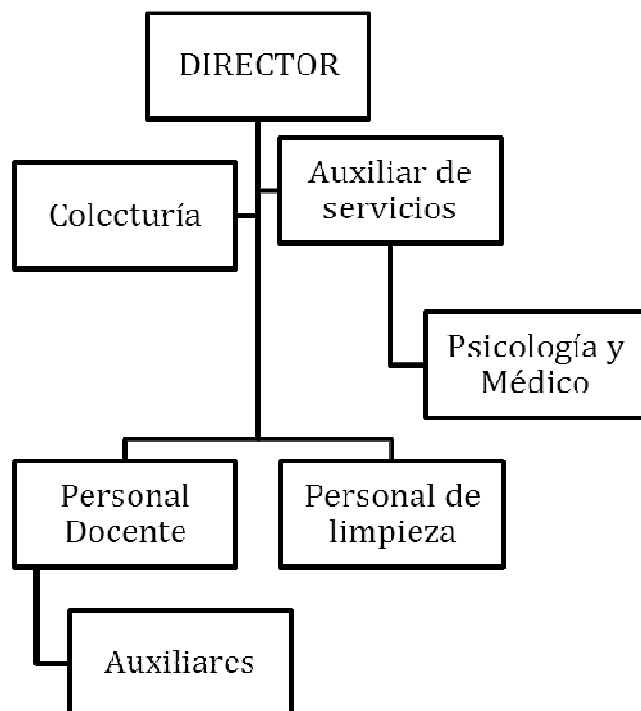 DIRECTOR
Colecturía
Auxiliar de
servicios
Psicología y
Médico
Personal
Docente
Personal de
limpieza
Auxiliares